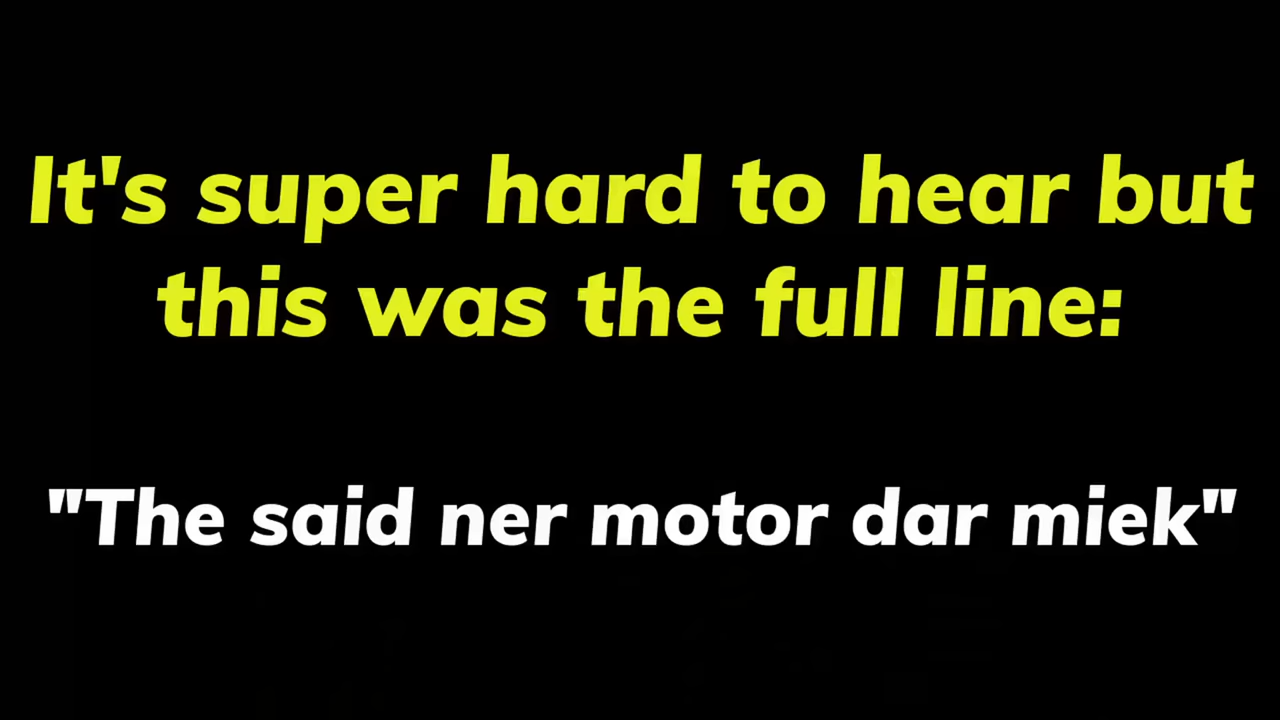 It's super hard to hear but
this was the full line:
"The said ner motor dar miek"